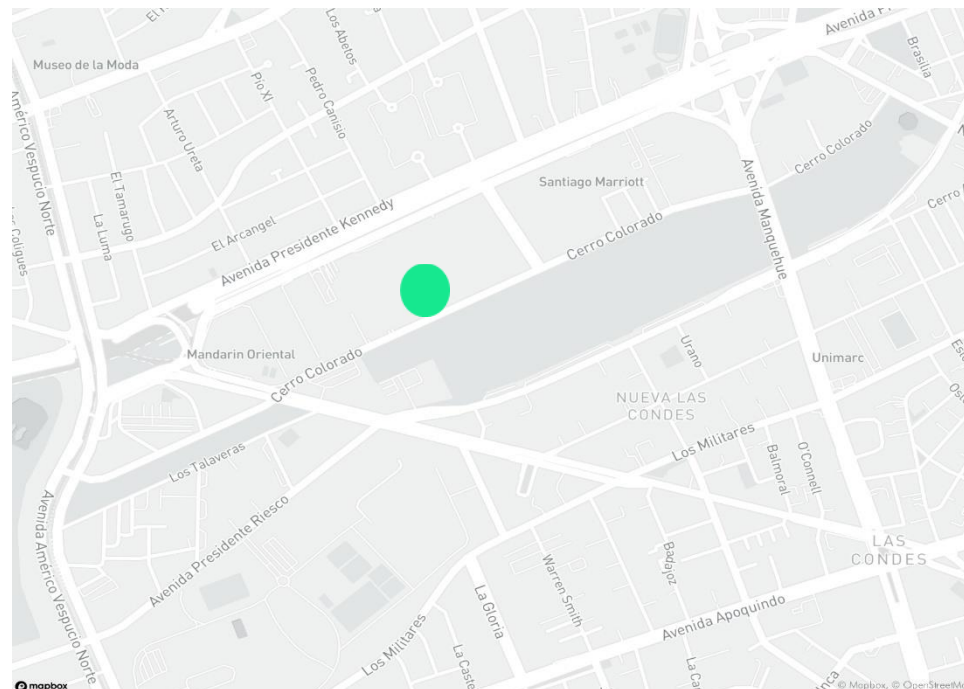 Museo de la Moda
Los Abetos
Pío XI
Pedro Canisio
Arturo Ureta
El Tamarugo
La Luma
Américo Vespucio Norte
El Arcangel
Avenida Presidente Kennedy
Santiago Marriott
Brasilia
Cerro Colorado
Avenida Manquehue
Cerro Colorado
Mandarin Oriental
Cerro Colorado
Urano
Unimarc
NUEVA LAS
CONDES
Los Militares
O'Connell
Balmoral
Los Talaveras
Avenida Presidente Riesco
Avenida Américo Vespucio Norte
Badajoz
LAS
CONDES
Warren Smith
La Gloria
Los Militares
Avenida Apoquindo
mapbox
© Mapbox, ©